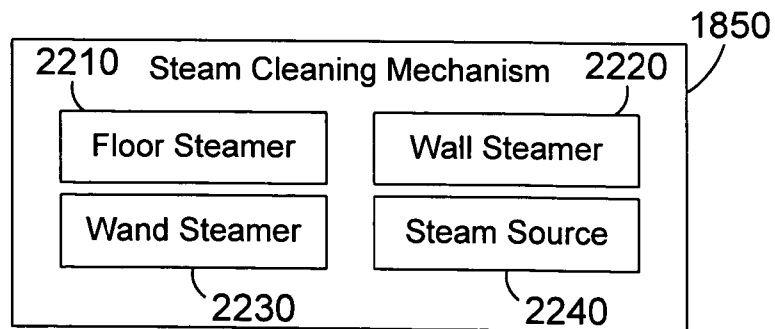 1850
2210 Steam Cleaning Mechanism 2220
Floor Steamer Wall Steamer
Wand Steamer Steam Source
2230 2240